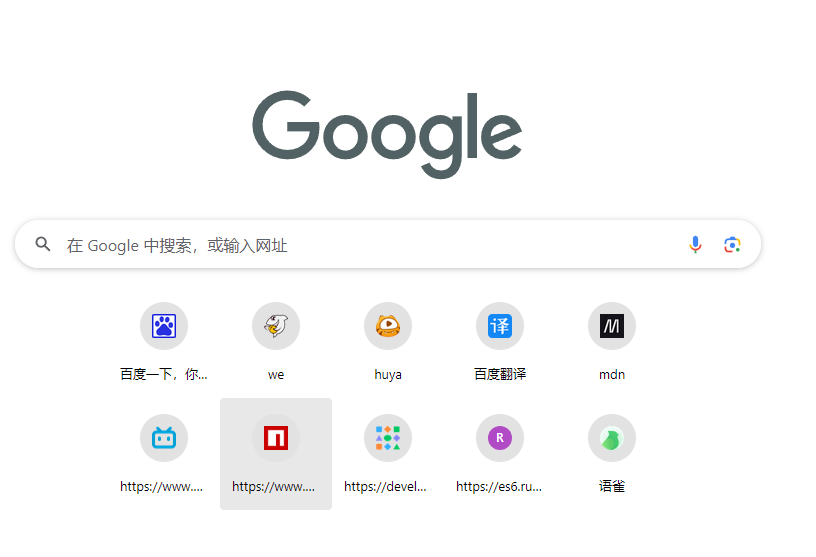 Google
在 Google 中搜索，或输入网址
百度一下，你...
we
huya
译
百度翻译
M
mdn
https://www....
https://www....
https://devel...
R
https://es6.ru...
语雀